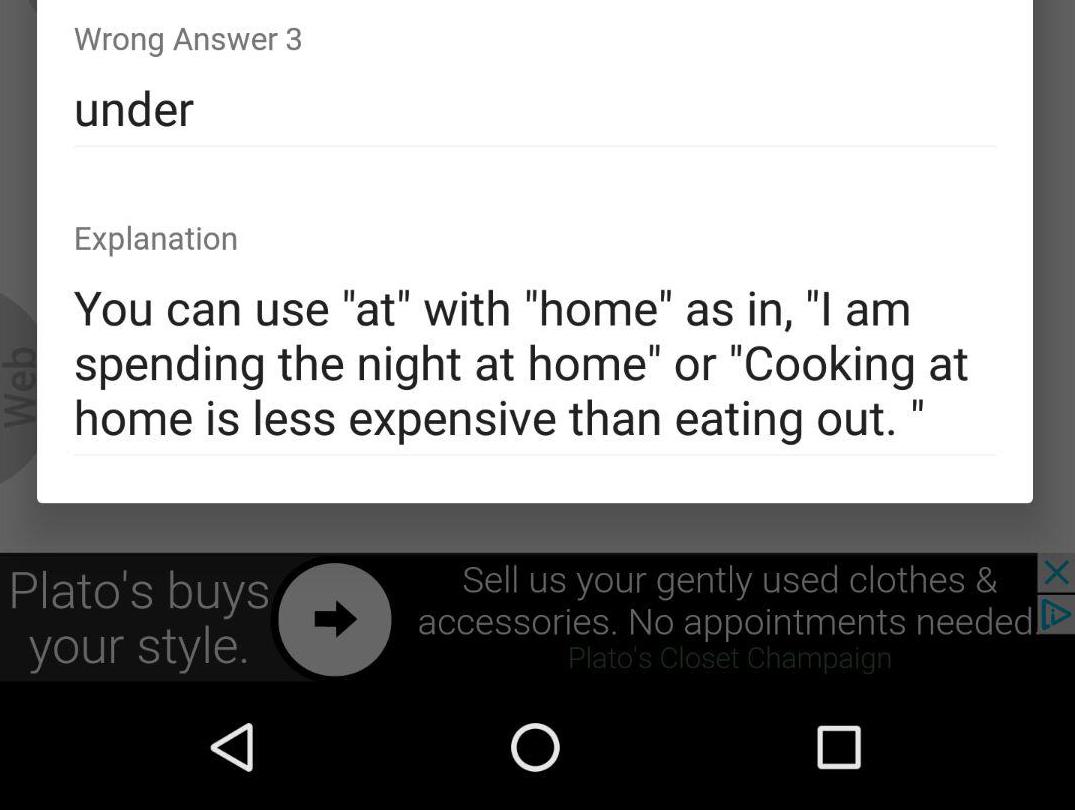 Wrong Answer 3
under
Explanation
You can use "at" with "home" as in, "I am
spending the night at home" or "Cooking at
home is less expensive than eating out. "
Web
Plato's buys
your style.
Sell us your gently used clothes &
accessories. No appointments needed.
Plato's Closet Champaign